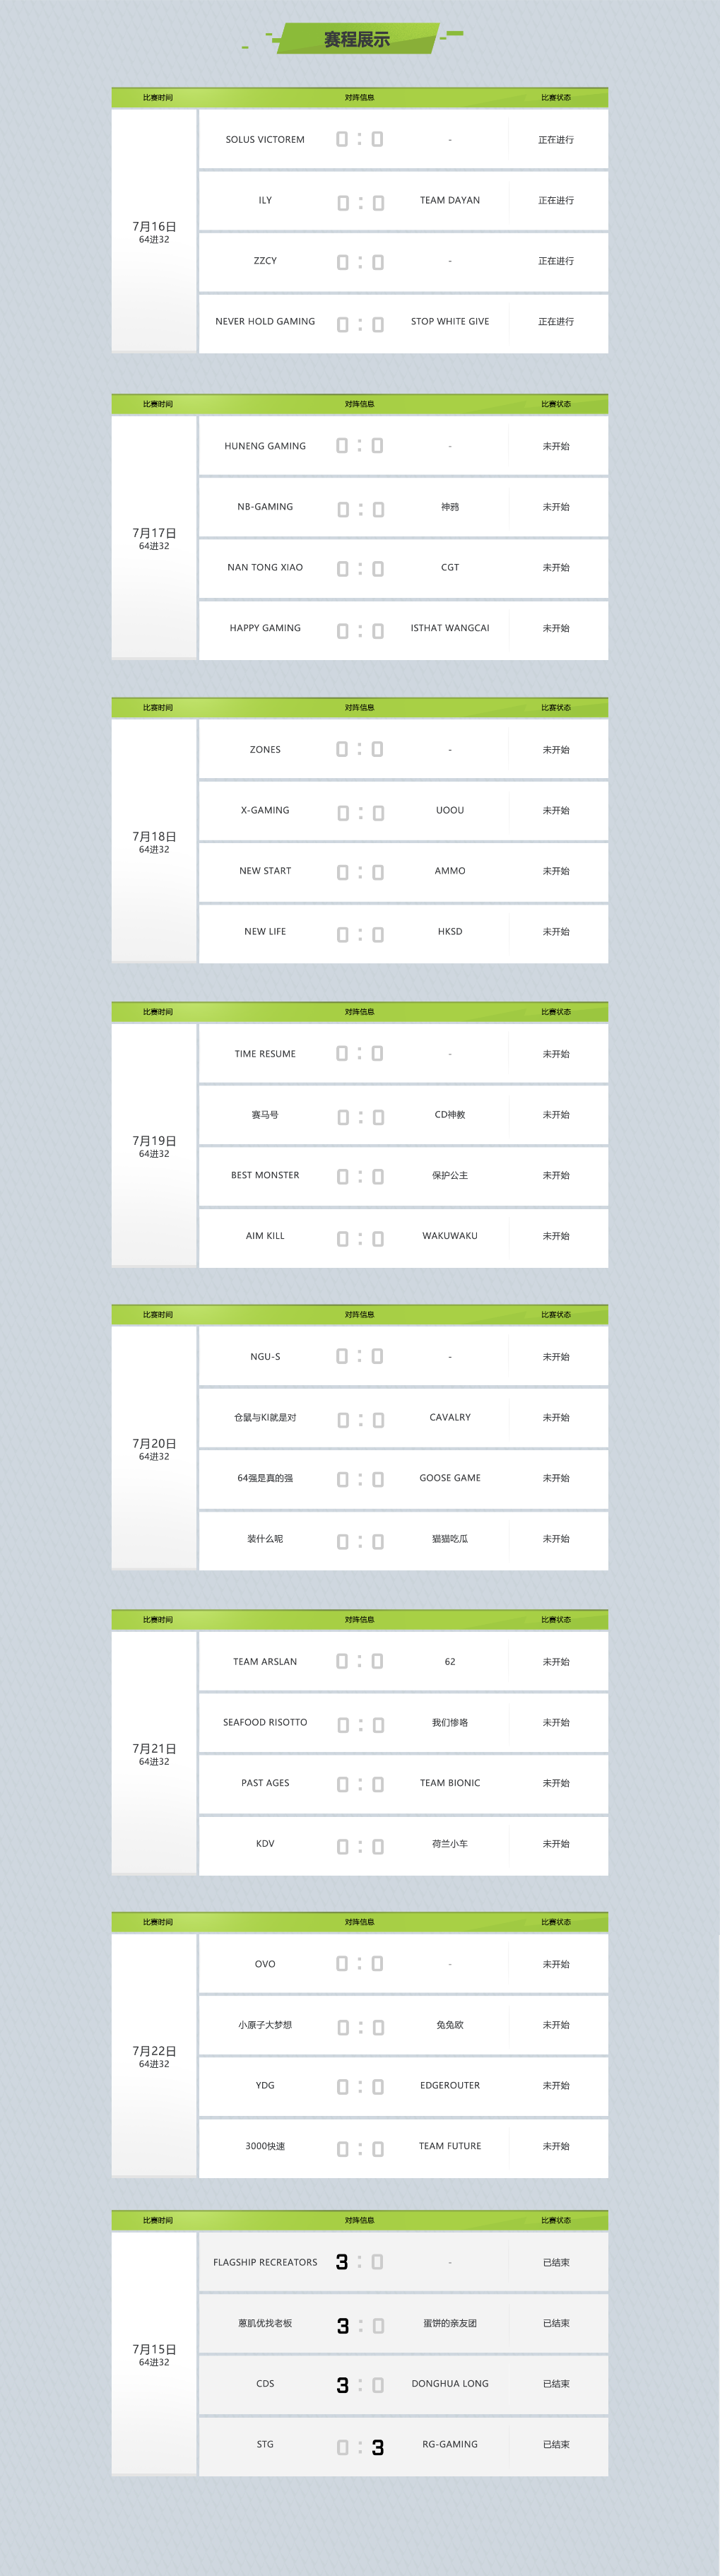 赛程展示
比赛时间 对阵信息 比赛状态
SOLUS VICTOREM 0 : 0 - 正在进行
ILY 0 : 0 TEAM DAYAN 正在进行
7月16日
64进32
ZZCY 0 : 0 - 正在进行
NEVER HOLD GAMING 0 : 0 STOP WHITE GIVE 正在进行
比赛时间 对阵信息 比赛状态
HUNENG GAMING 0 : 0 - 未开始
NB-GAMING 0 : 0 神鸦 未开始
7月17日
64进32
NAN TONG XIAO 0 : 0 CGT 未开始
HAPPY GAMING 0 : 0 ISTHAT WANGCAI 未开始
比赛时间 对阵信息 比赛状态
ZONES 0 : 0 - 未开始
X-GAMING 0 : 0 UOOU 未开始
7月18日
64进32
NEW START 0 : 0 AMMO 未开始
NEW LIFE 0 : 0 HKSD 未开始
比赛时间 对阵信息 比赛状态
TIME RESUME 0 : 0 - 未开始
赛马号 0 : 0 CD神教 未开始
7月19日
64进32
BEST MONSTER 0 : 0 保护公主 未开始
AIM KILL 0 : 0 WAKUWAKU 未开始
比赛时间 对阵信息 比赛状态
NGU-S 0 : 0 - 未开始
仓鼠与KI就是对 0 : 0 CAVALRY 未开始
7月20日
64进32
64强是真的强 0 : 0 GOOSE GAME 未开始
装什么呢 0 : 0 猫猫吃瓜 未开始
比赛时间 对阵信息 比赛状态
TEAM ARSLAN 0 : 0 62 未开始
SEAFOOD RISOTTO 0 : 0 我们惨咯 未开始
7月21日
64进32
PAST AGES 0 : 0 TEAM BIONIC 未开始
KDV 0 : 0 荷兰小车 未开始
比赛时间 对阵信息 比赛状态
OVO 0 : 0 - 未开始
小原子大梦想 0 : 0 兔兔欧 未开始
7月22日
64进32
YDG 0 : 0 EDGEROUTER 未开始
3000快速 0 : 0 TEAM FUTURE 未开始
比赛时间 对阵信息 比赛状态
FLAGSHIP RECREATORS 3 : 0 - 已结束
葱肌优找老板 3 : 0 蛋饼的亲友团 已结束
7月15日
64进32
CDS 3 : 0 DONGHUA LONG 已结束
STG 0 : 3 RG-GAMING 已结束